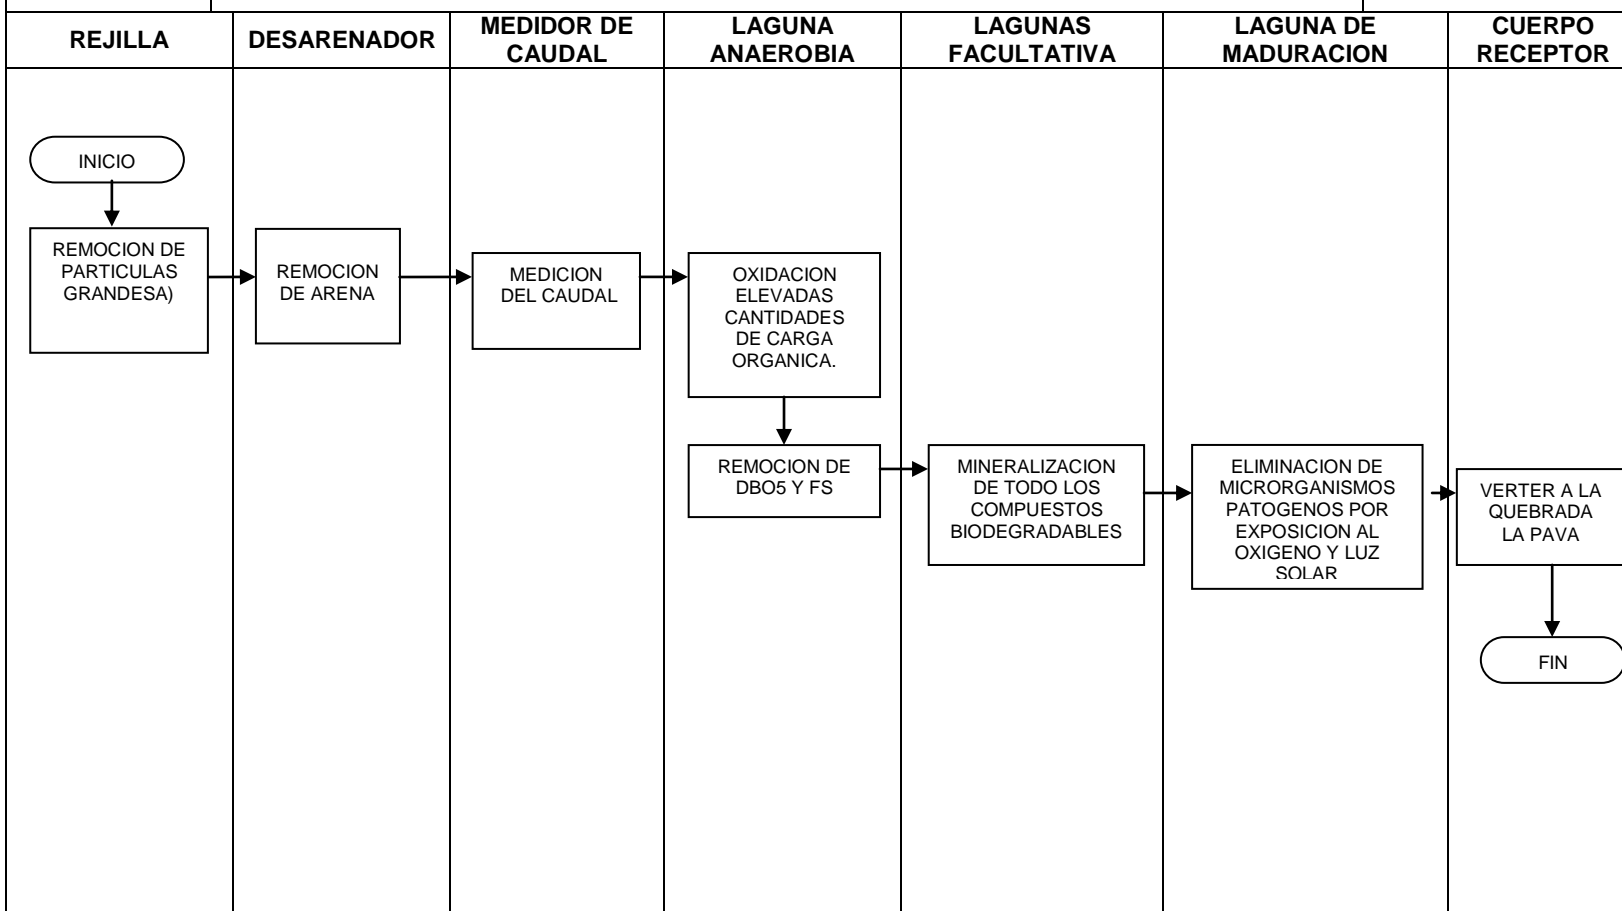 REJILLA
DESARENADOR
MEDIDOR DE
CAUDAL
LAGUNA
ANAEROBIA
LAGUNAS
FACULTATIVA
LAGUNA DE
MADURACION
CUERPO
RECEPTOR
INICIO
REMOCION DE
PARTICULAS
GRANDESA)
REMOCION
DE ARENA
MEDICION
DEL CAUDAL
OXIDACION
ELEVADAS
CANTIDADES
DE CARGA
ORGANICA.
REMOCION DE
DBO5 Y FS
MINERALIZACION
DE TODO LOS
COMPUESTOS
BIODEGRADABLES
ELIMINACION DE
MICRORGANISMOS
PATOGENOS POR
EXPOSICION AL
OXIGENO Y LUZ
SOLAR
VERTER A LA
QUEBRADA
LA PAVA
FIN